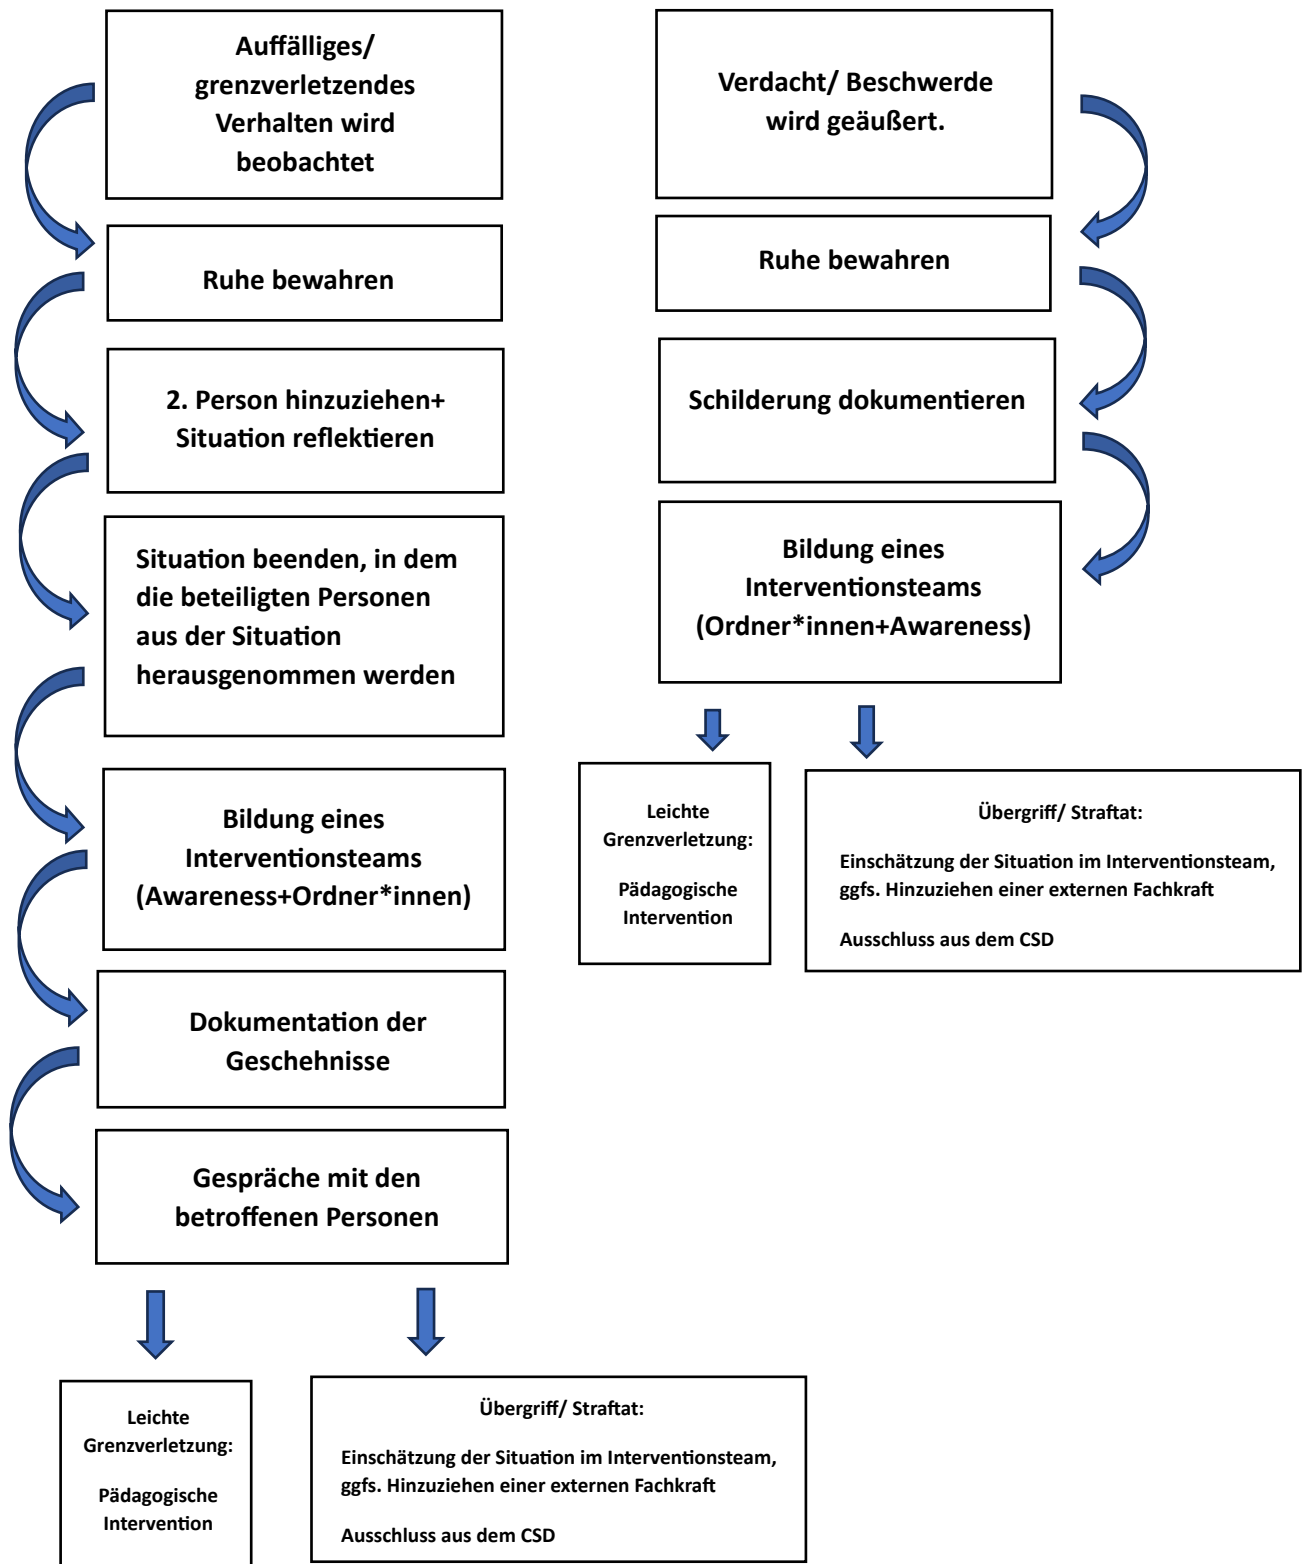 Auffälliges/
grenzverletzendes
Verhalten wird
beobachtet
Ruhe bewahren
2. Person hinzuziehen+
Situation reflektieren
Situation beenden, in dem
die beteiligten Personen
aus der Situation
herausgenommen werden
Bildung eines
Interventionsteams
(Awareness+Ordner*innen)
Dokumentation der
Geschehnisse
Gespräche mit den
betroffenen Personen
Leichte
Grenzverletzung:
Pädagogische
Intervention
Übergriff/ Straftat:
Einschätzung der Situation im Interventionsteam,
ggfs. Hinzuziehen einer externen Fachkraft
Ausschluss aus dem CSD
Verdacht/ Beschwerde
wird geäußert.
Ruhe bewahren
Schilderung dokumentieren
Bildung eines
Interventionsteams
(Ordner*innen+Awareness)
Leichte
Grenzverletzung:
Pädagogische
Intervention
Übergriff/ Straftat:
Einschätzung der Situation im Interventionsteam,
ggfs. Hinzuziehen einer externen Fachkraft
Ausschluss aus dem CSD